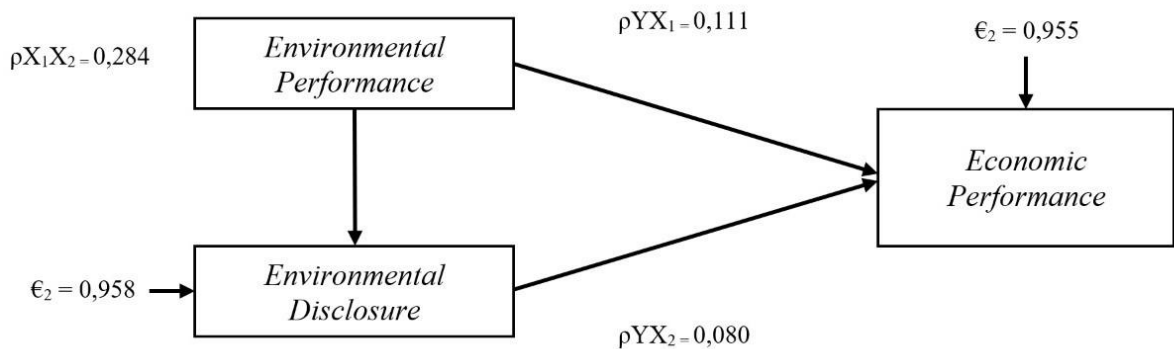 ρYX₁ = 0,111
€₂ = 0,955
ρX₁X₂ = 0,284
Environmental
Performance
Economic
Performance
€₂ = 0,958
Environmental
Disclosure
ρYX₂ = 0,080